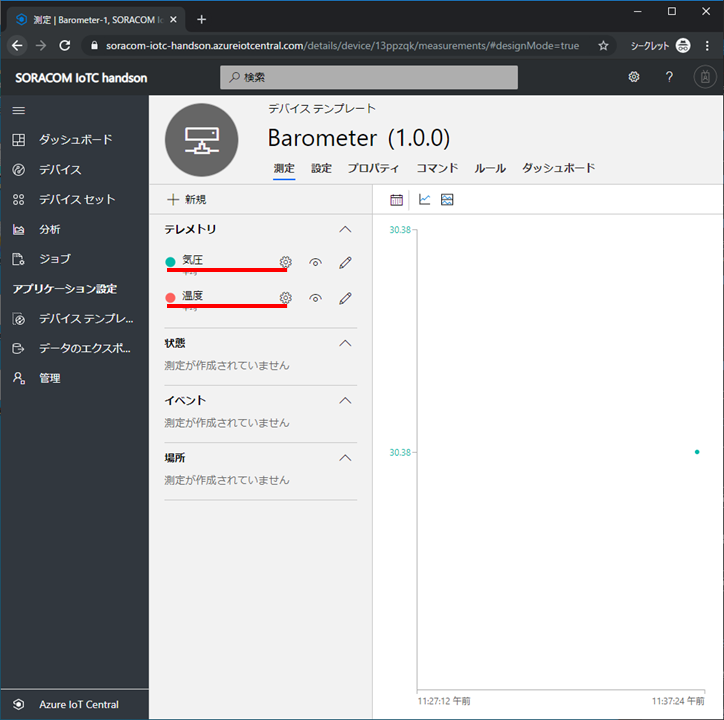 測定 | Barometer-1, SORACOM Io
soracom-iotc-handson.azureiotcentral.com/details/device/13ppzqk/measurements/#designMode=true
シークレット
SORACOM IoTC handson
検索
?
ダッシュボード
デバイス
デバイス セット
分析
ジョブ
アプリケーション設定
デバイス テンプレ...
データのエクスポ...
管理
Azure IoT Central
デバイス テンプレート
Barometer (1.0.0)
測定 設定 プロパティ コマンド ルール ダッシュボード
新規
テレメトリ
気圧
温度
状態
測定が作成されていません
イベント
測定が作成されていません
場所
測定が作成されていません
30.38
30.38
11:27:12 午前
11:37:24 午前